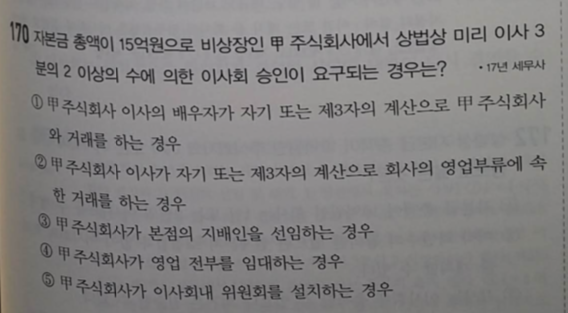 170 자본금 총액이 15억원으로 비상장인 甲 주식회사에서 상법상 미리 이사 3
분의 2 이상의 수에 의한 이사회 승인이 요구되는 경우는? • 17년 세무사
① 甲주식회사 이사의 배우자가 자기 또는 제3자의 계산으로 甲주식회사
와 거래를 하는 경우
② 甲주식회사 이사가 자기 또는 제3자의 계산으로 회사의 영업부류에 속
한 거래를 하는 경우
③ 甲주식회사가 본점의 지배인을 선임하는 경우
④ 甲주식회사가 영업 전부를 임대하는 경우
⑤ 甲주식회사가 이사회내 위원회를 설치하는 경우